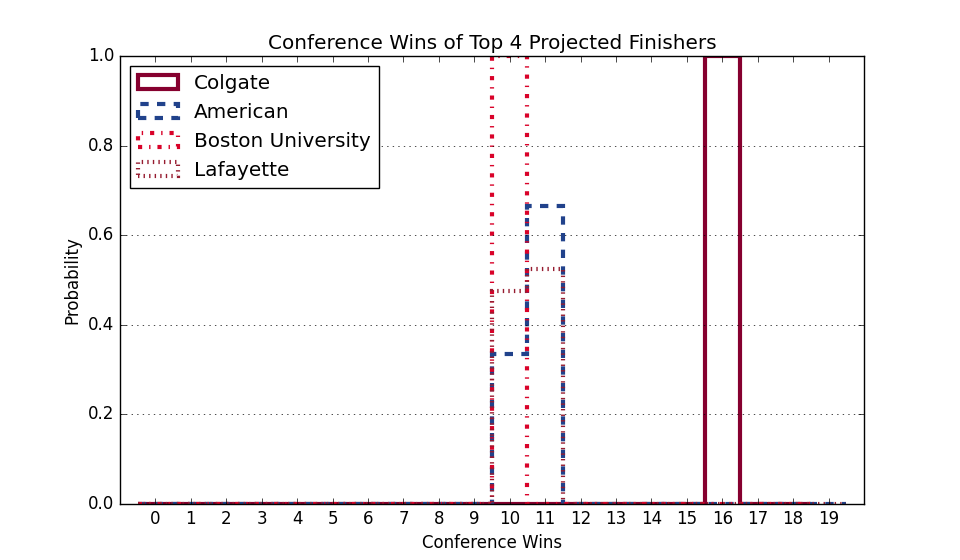 Conference Wins of Top 4 Projected Finishers
1.0
0.8
0.6
0.4
0.2
0.0
Probability
Colgate
American
Boston University
Lafayette
0 1 2 3 4 5 6 7 8 9 10 11 12 13 14 15 16 17 18 19
Conference Wins